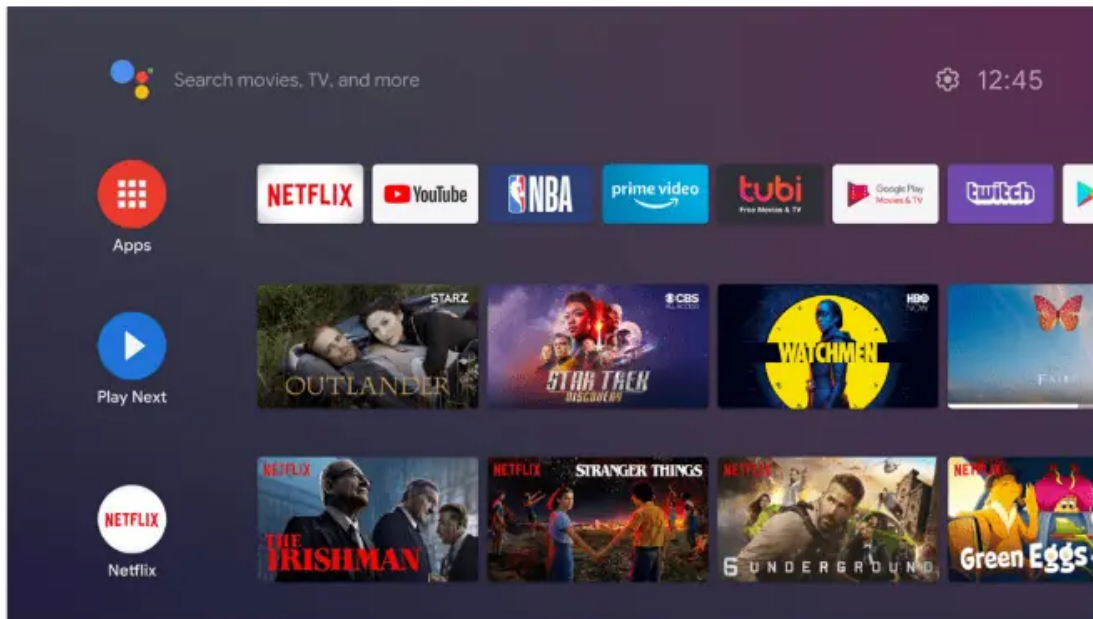 Search movies, TV, and more
12:45
NETFLIX
YouTube
NBA
prime video
tubi
Free Movies & TV
Google Play
Movies & TV
twitch
Apps
STARZ
OUTLANDER
CBS
ALL ACCESS
STAR TREK
DISCOVERY
HBO
NOW
WATCHMEN
Play Next
NETFLIX
THE
IRISHMAN
NETFLIX
STRANGER THINGS
NETFLIX
6 UNDERGROUND
NETFLIX
Green Eggs
NETFLIX
Netflix